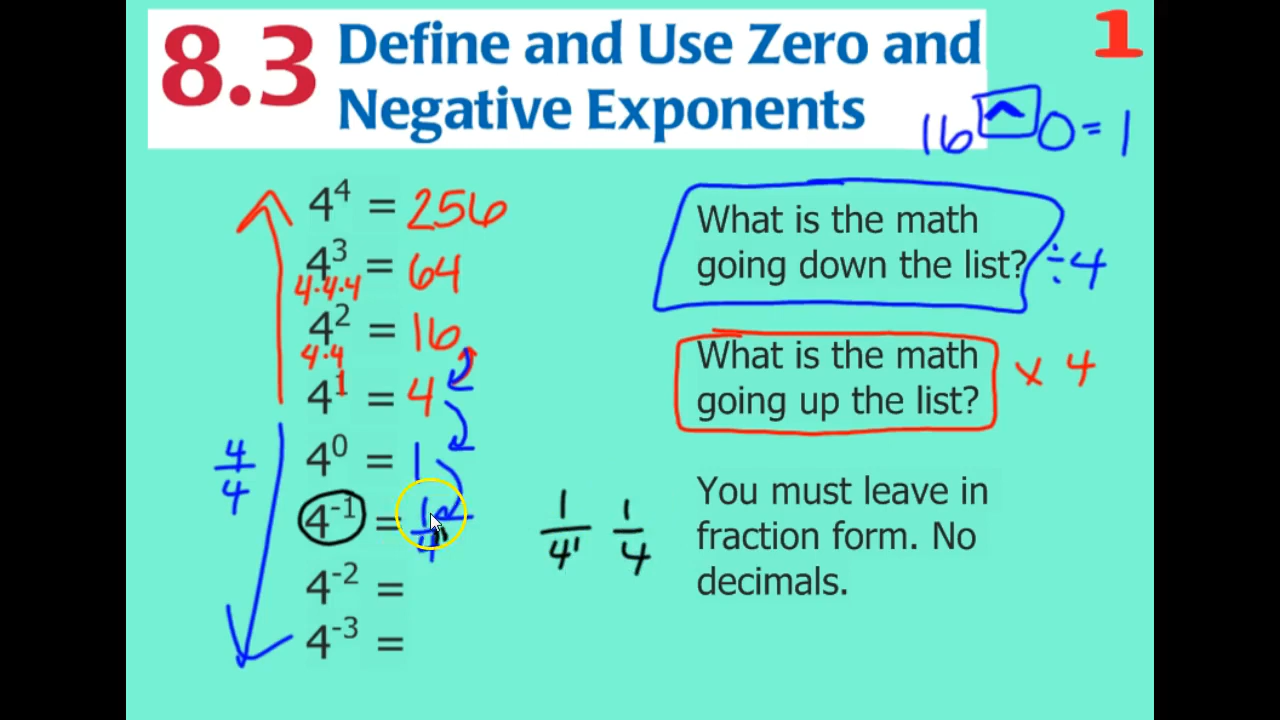 8.3 Define and Use Zero and
Negative Exponents
1
16 ^ 0 = 1
4⁴ = 256
4³ = 64
4·4·4
4² = 16
4·4
4¹ = 4
4⁰ = 1
4/4
4⁻¹ = 1/4¹
4⁻² =
4⁻³ =
What is the math
going down the list? ÷4
What is the math
going up the list? x 4
1/4¹ 1/4
You must leave in
fraction form. No
decimals.